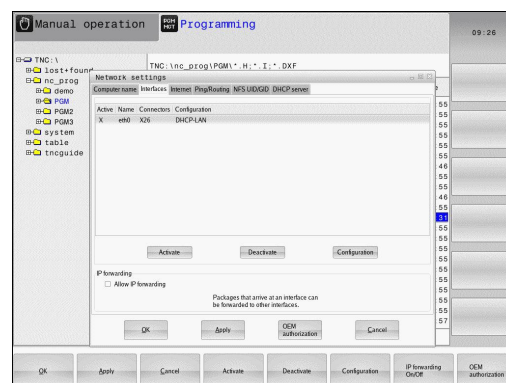 Manual operation
PGM MGT Programming
09:26
TNC:\
lost+found
nc_prog
demo
PGM
PGM2
PGM3
system
table
tncguide
TNC:\nc_prog\PGM\*.H;*.I;*.DXF
Network settings
Computer name Interfaces Internet Ping/Routing NFS UID/GID DHCP server
Active Name Connectors Configuration
X eth0 X26 DHCP-LAN
Activate Deactivate Configuration
IP forwarding
Allow IP forwarding
Packages that arrive at an interface can
be forwarded to other interfaces.
OK Apply OEM authorization Cancel
55
55
55
55
55
55
46
55
55
46
55
31
55
55
55
55
55
55
55
55
55
57
OK Apply Cancel Activate Deactivate Configuration IP forwarding On/Off OEM authorization